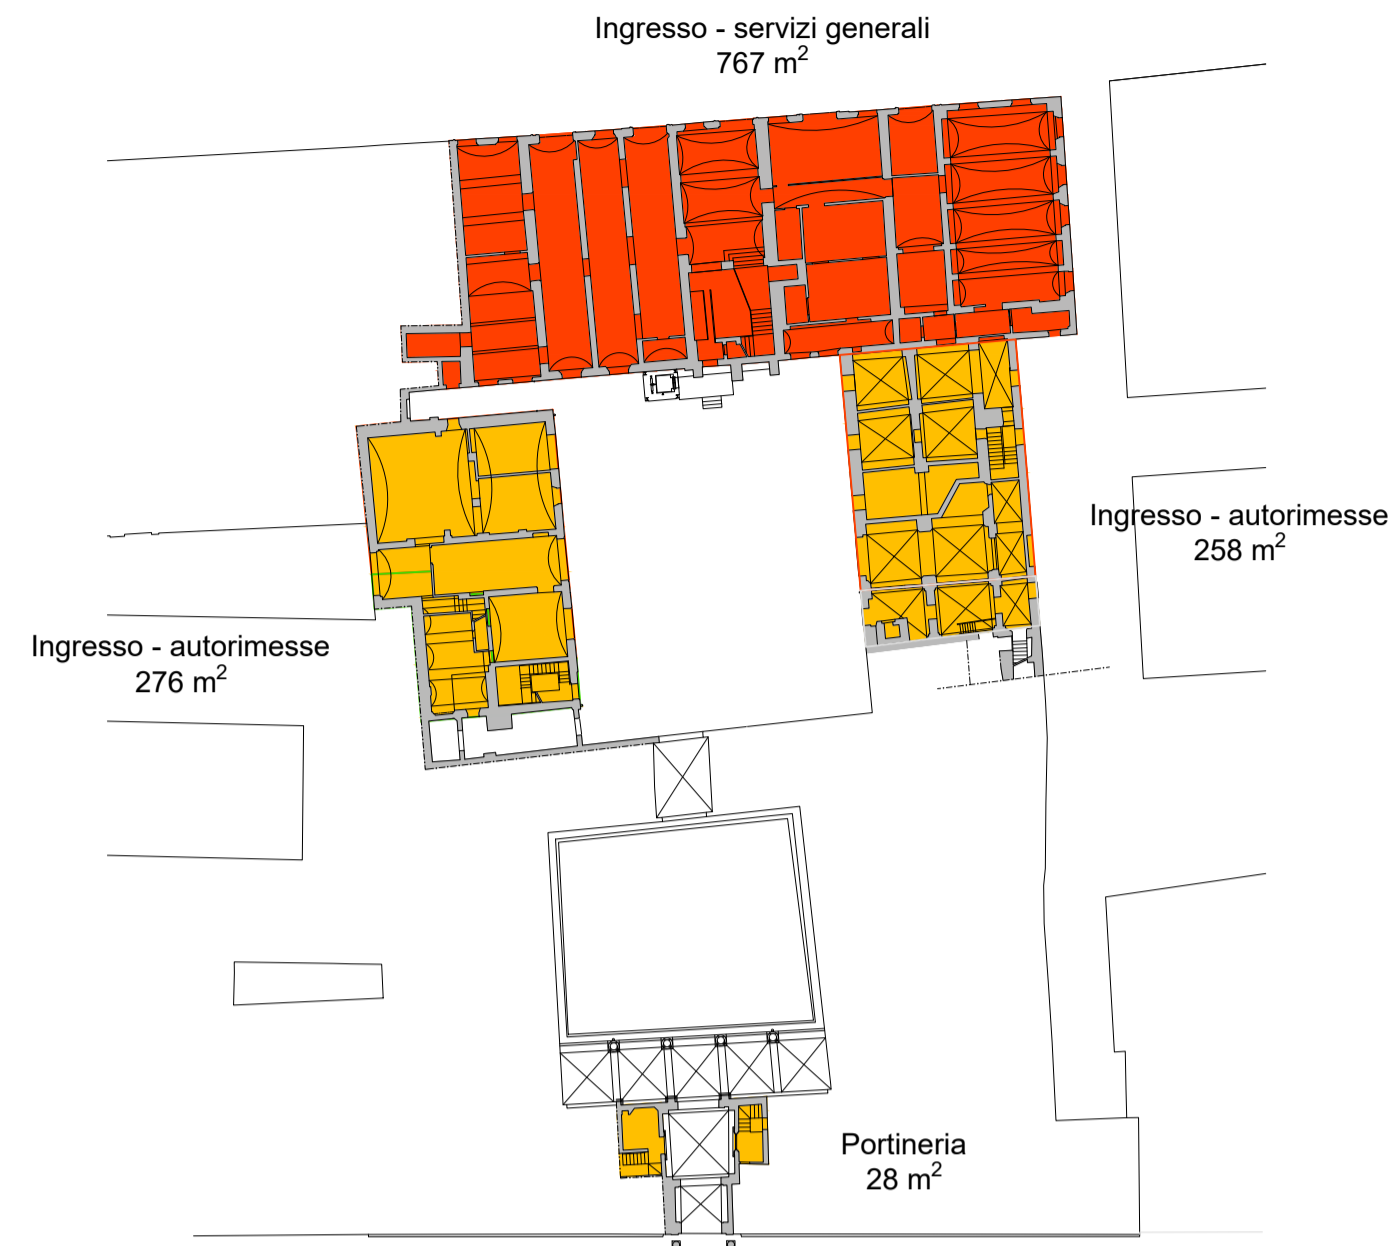 Ingresso - servizi generali
767 m²
Ingresso - autorimesse
258 m²
Ingresso - autorimesse
276 m²
Portineria
28 m²